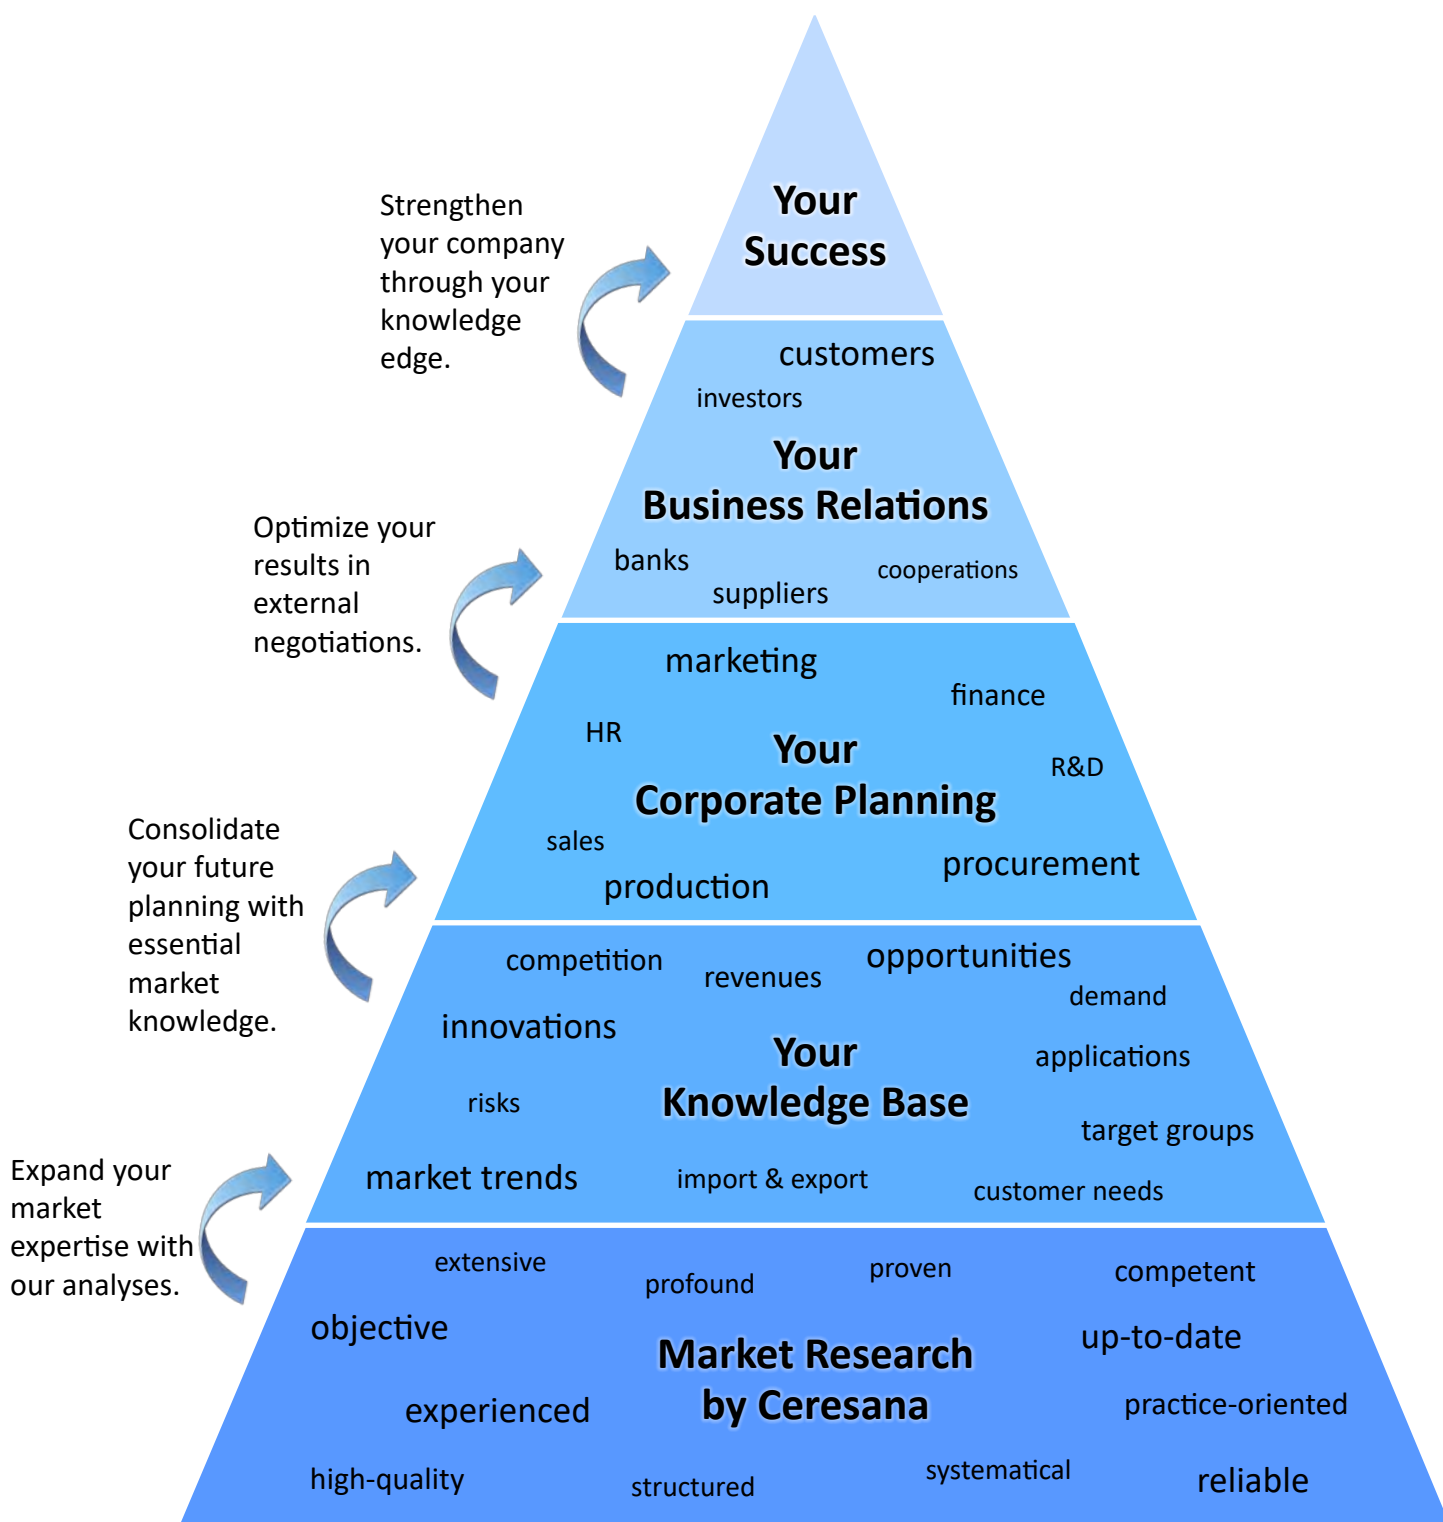 Your
Success
Strengthen
your company
through your
knowledge
edge.
customers
investors
Your
Business Relations
banks
suppliers
cooperations
Optimize your
results in
external
negotiations.
marketing
finance
HR
Your
Corporate Planning
R&D
sales
production
procurement
Consolidate
your future
planning with
essential
market
knowledge.
competition
revenues
opportunities
demand
innovations
Your
Knowledge Base
applications
risks
target groups
market trends
import & export
customer needs
Expand your
market
expertise with
our analyses.
extensive
profound
proven
competent
objective
Market Research
by Ceresana
up-to-date
experienced
practice-oriented
high-quality
structured
systematical
reliable